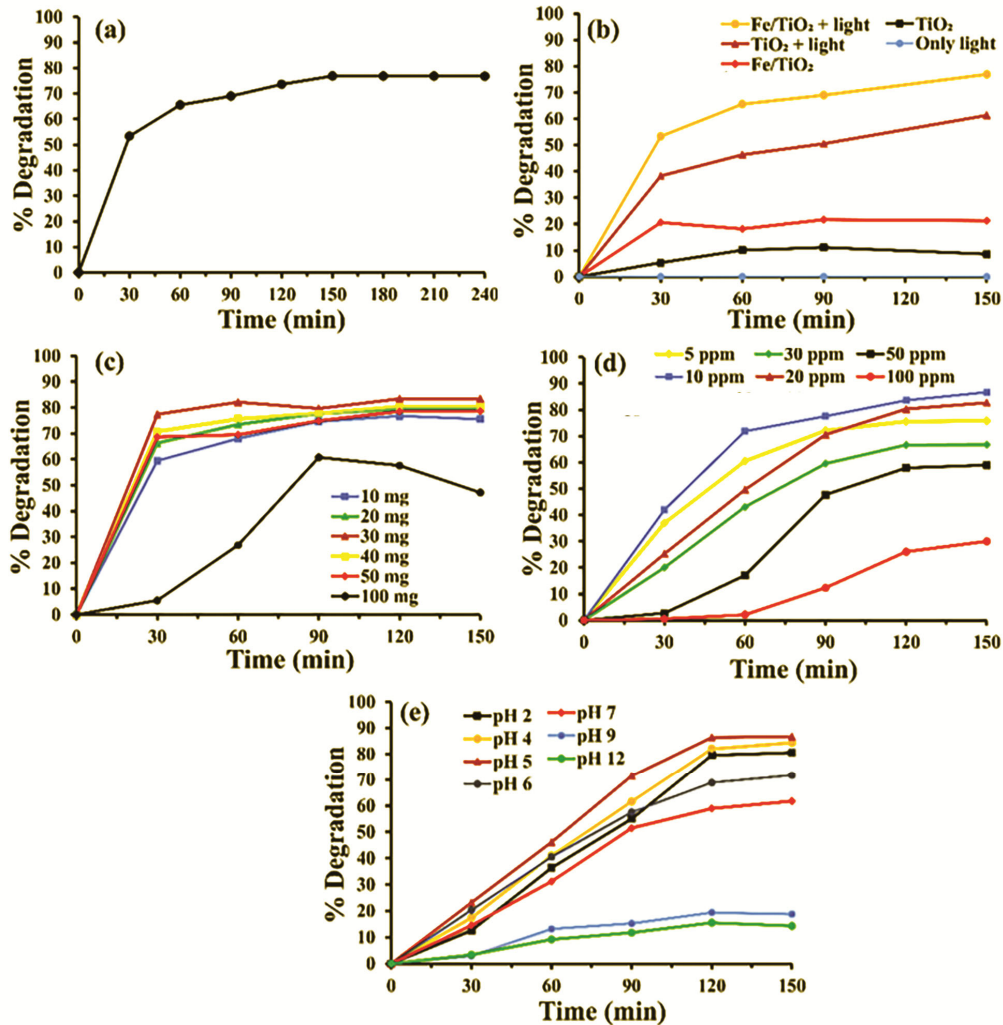 (a)
% Degradation
100
90
80
70
60
50
40
30
20
10
0
0 30 60 90 120 150 180 210 240
Time (min)
(b)
Fe/TiO₂ + light
TiO₂
TiO₂ + light
Only light
Fe/TiO₂
% Degradation
100
90
80
70
60
50
40
30
20
10
0
0 30 60 90 120 150
Time (min)
(c)
% Degradation
100
90
80
70
60
50
40
30
20
10
0
10 mg
20 mg
30 mg
40 mg
50 mg
100 mg
0 30 60 90 120 150
Time (min)
(d)
5 ppm 30 ppm 50 ppm
10 ppm 20 ppm 100 ppm
% Degradation
100
90
80
70
60
50
40
30
20
10
0
0 30 60 90 120 150
Time (min)
(e)
pH 2 pH 7
pH 4 pH 9
pH 5 pH 12
pH 6
% Degradation
100
90
80
70
60
50
40
30
20
10
0
0 30 60 90 120 150
Time (min)